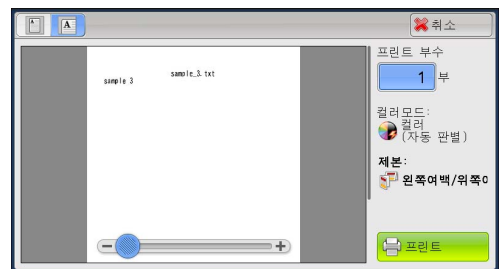 A
A
취소
sample_3.txt
sample 3
프린트 부수
1 부
컬러모드:
컬러
(자동 판별)
제본:
왼쪽여백/위쪽여
프린트